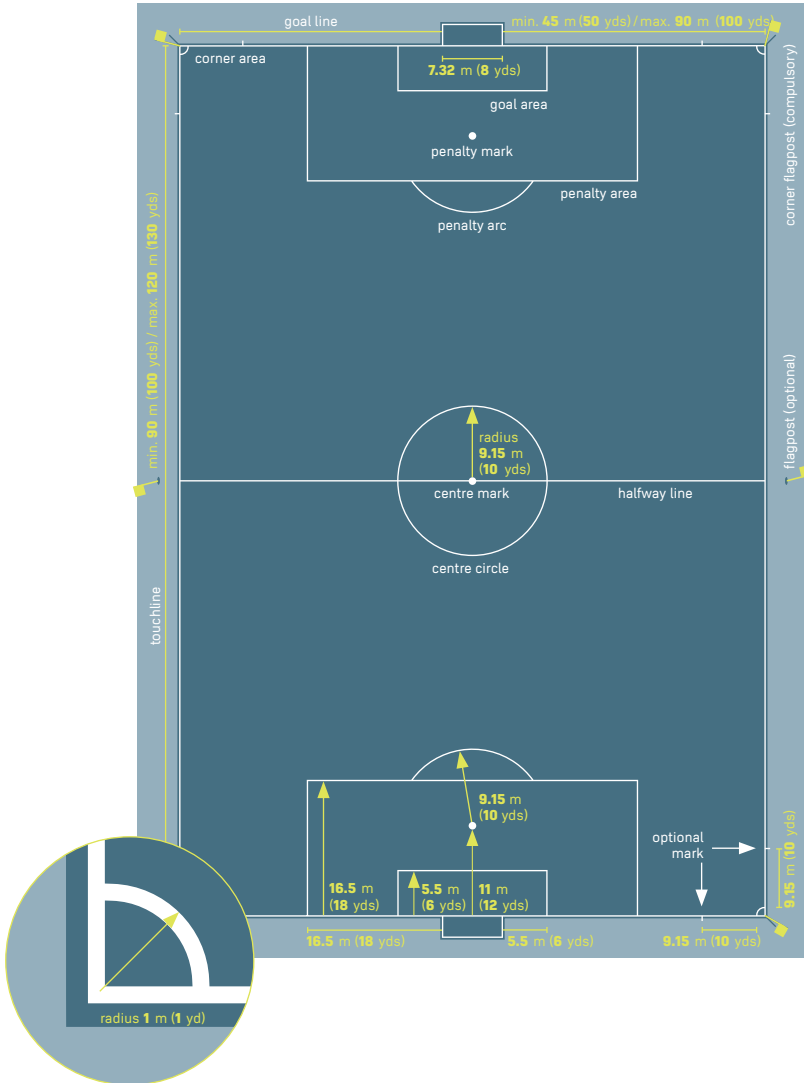 goal line
min. 45 m (50 yds) / max. 90 m (100 yds)
corner area
7.32 m (8 yds)
goal area
penalty mark
penalty area
penalty arc
corner flagpost (compulsory)
min. 90 m (100 yds) / max. 120 m (130 yds)
flagpost (optional)
radius
9.15 m
(10 yds)
centre mark
halfway line
centre circle
touchline
9.15 m
(10 yds)
optional
mark
9.15 m (10 yds)
16.5 m
(18 yds)
5.5 m
(6 yds)
11 m
(12 yds)
16.5 m (18 yds)
5.5 m (6 yds)
9.15 m (10 yds)
radius 1 m (1 yd)